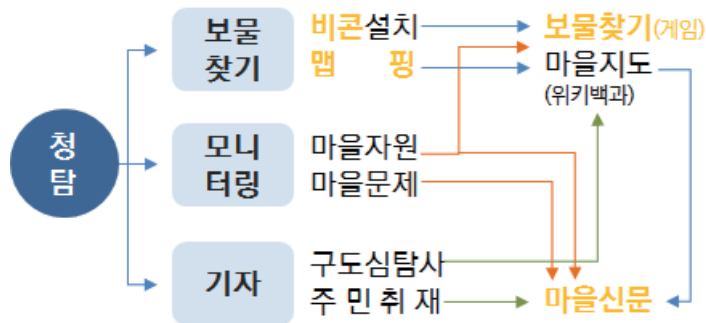 청
탐
보물
찾기
비콘설치
맵 핑
보물찾기(게임)
마을지도
(위키백과)
모니
터링
마을자원
마을문제
기자
구도심탐사
주 민 취 재
마을신문